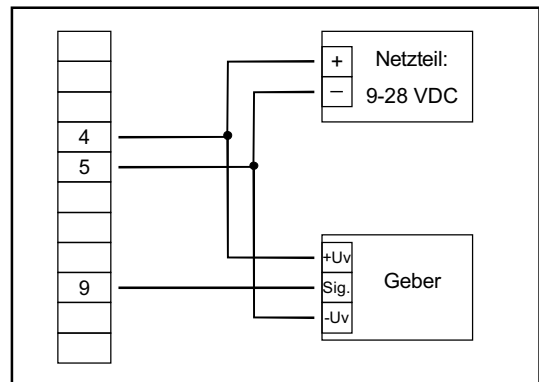 4
5
9
+
–
Netzteil:
9-28 VDC
+Uv
Sig.
-Uv
Geber